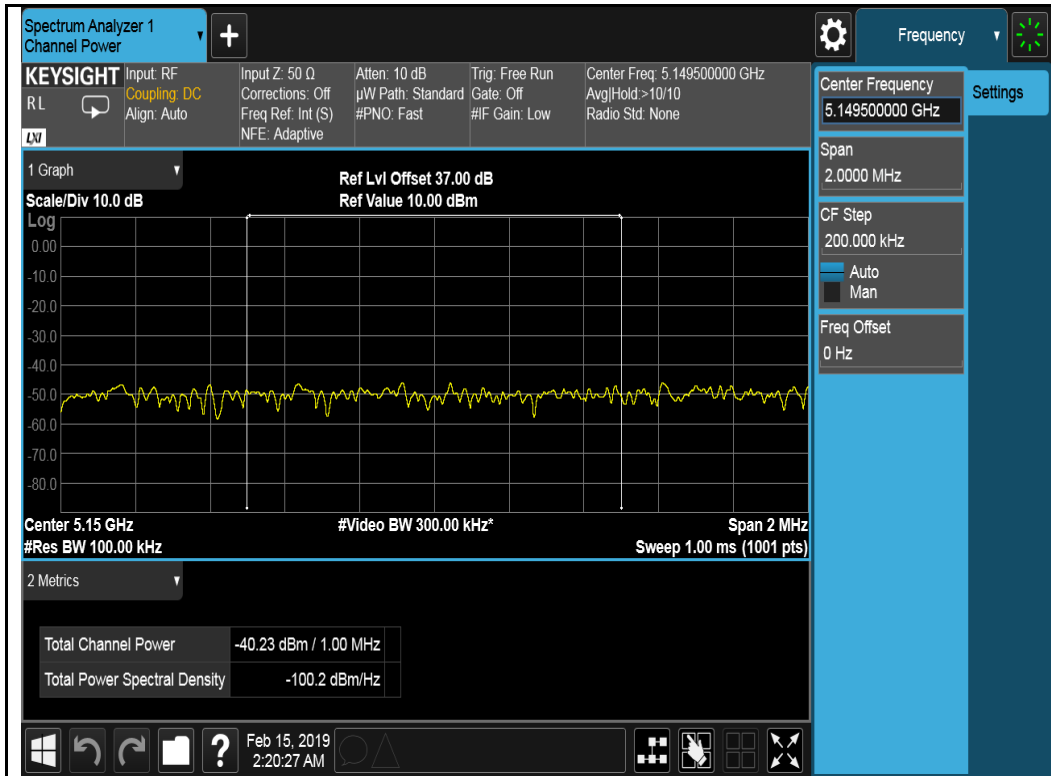 Spectrum Analyzer 1
Channel Power
+
Frequency
KEYSIGHT
R L
LXI
Input: RF
Coupling: DC
Align: Auto
Input Z: 50 Ω
Corrections: Off
Freq Ref: Int (S)
NFE: Adaptive
Atten: 10 dB
µW Path: Standard
#PNO: Fast
Trig: Free Run
Gate: Off
#IF Gain: Low
Center Freq: 5.149500000 GHz
Avg|Hold:>10/10
Radio Std: None
Center Frequency
5.149500000 GHz
Settings
Span
2.0000 MHz
CF Step
200.000 kHz
Auto
Man
Freq Offset
0 Hz
1 Graph
Scale/Div 10.0 dB
Ref Lvl Offset 37.00 dB
Ref Value 10.00 dBm
Log
0.00
-10.0
-20.0
-30.0
-40.0
-50.0
-60.0
-70.0
-80.0
Center 5.15 GHz
#Video BW 300.00 kHz*
Span 2 MHz
#Res BW 100.00 kHz
Sweep 1.00 ms (1001 pts)
2 Metrics
Total Channel Power -40.23 dBm / 1.00 MHz
Total Power Spectral Density -100.2 dBm/Hz
?
Feb 15, 2019
2:20:27 AM